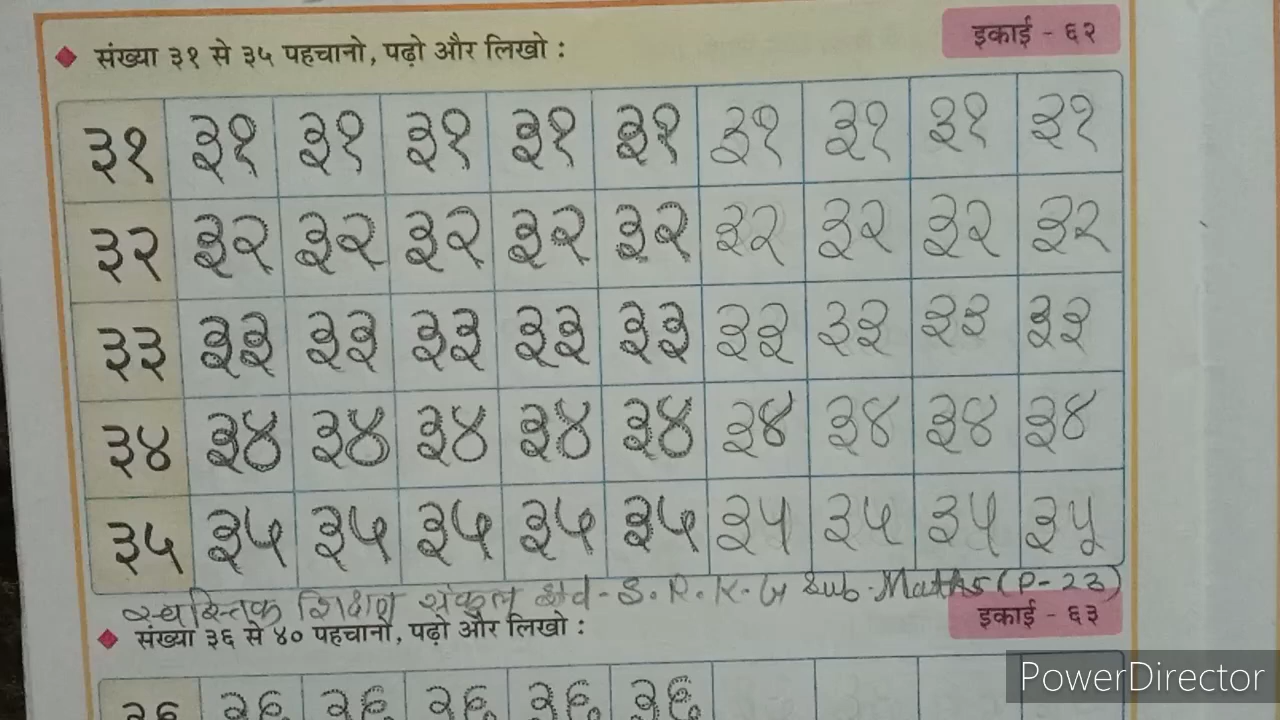 इकाई - ६२
संख्या ३१ से ३५ पहचानो, पढ़ो और लिखो :
३१ ३१ ३१ ३१ ३१ ३१ ३१ ३१ ३१ ३१
३२ ३२ ३२ ३२ ३२ ३२ ३२ ३२ ३२ ३२
३३ ३३ ३३ ३३ ३३ ३३ ३३ ३३ ३३ ३३
३४ ३४ ३४ ३४ ३४ ३४ ३४ ३४ ३४ ३४
३५ ३५ ३५ ३५ ३५ ३५ ३५ ३५ ३५ ३५
स्वस्तिक शिक्षण संकुल - S.R.K.G Sub-Maths (P-23)
इकाई - ६३
संख्या ३६ से ४० पहचानो, पढ़ो और लिखो :
३६ ३६ ३६ ३६ ३६ ३६
PowerDirector